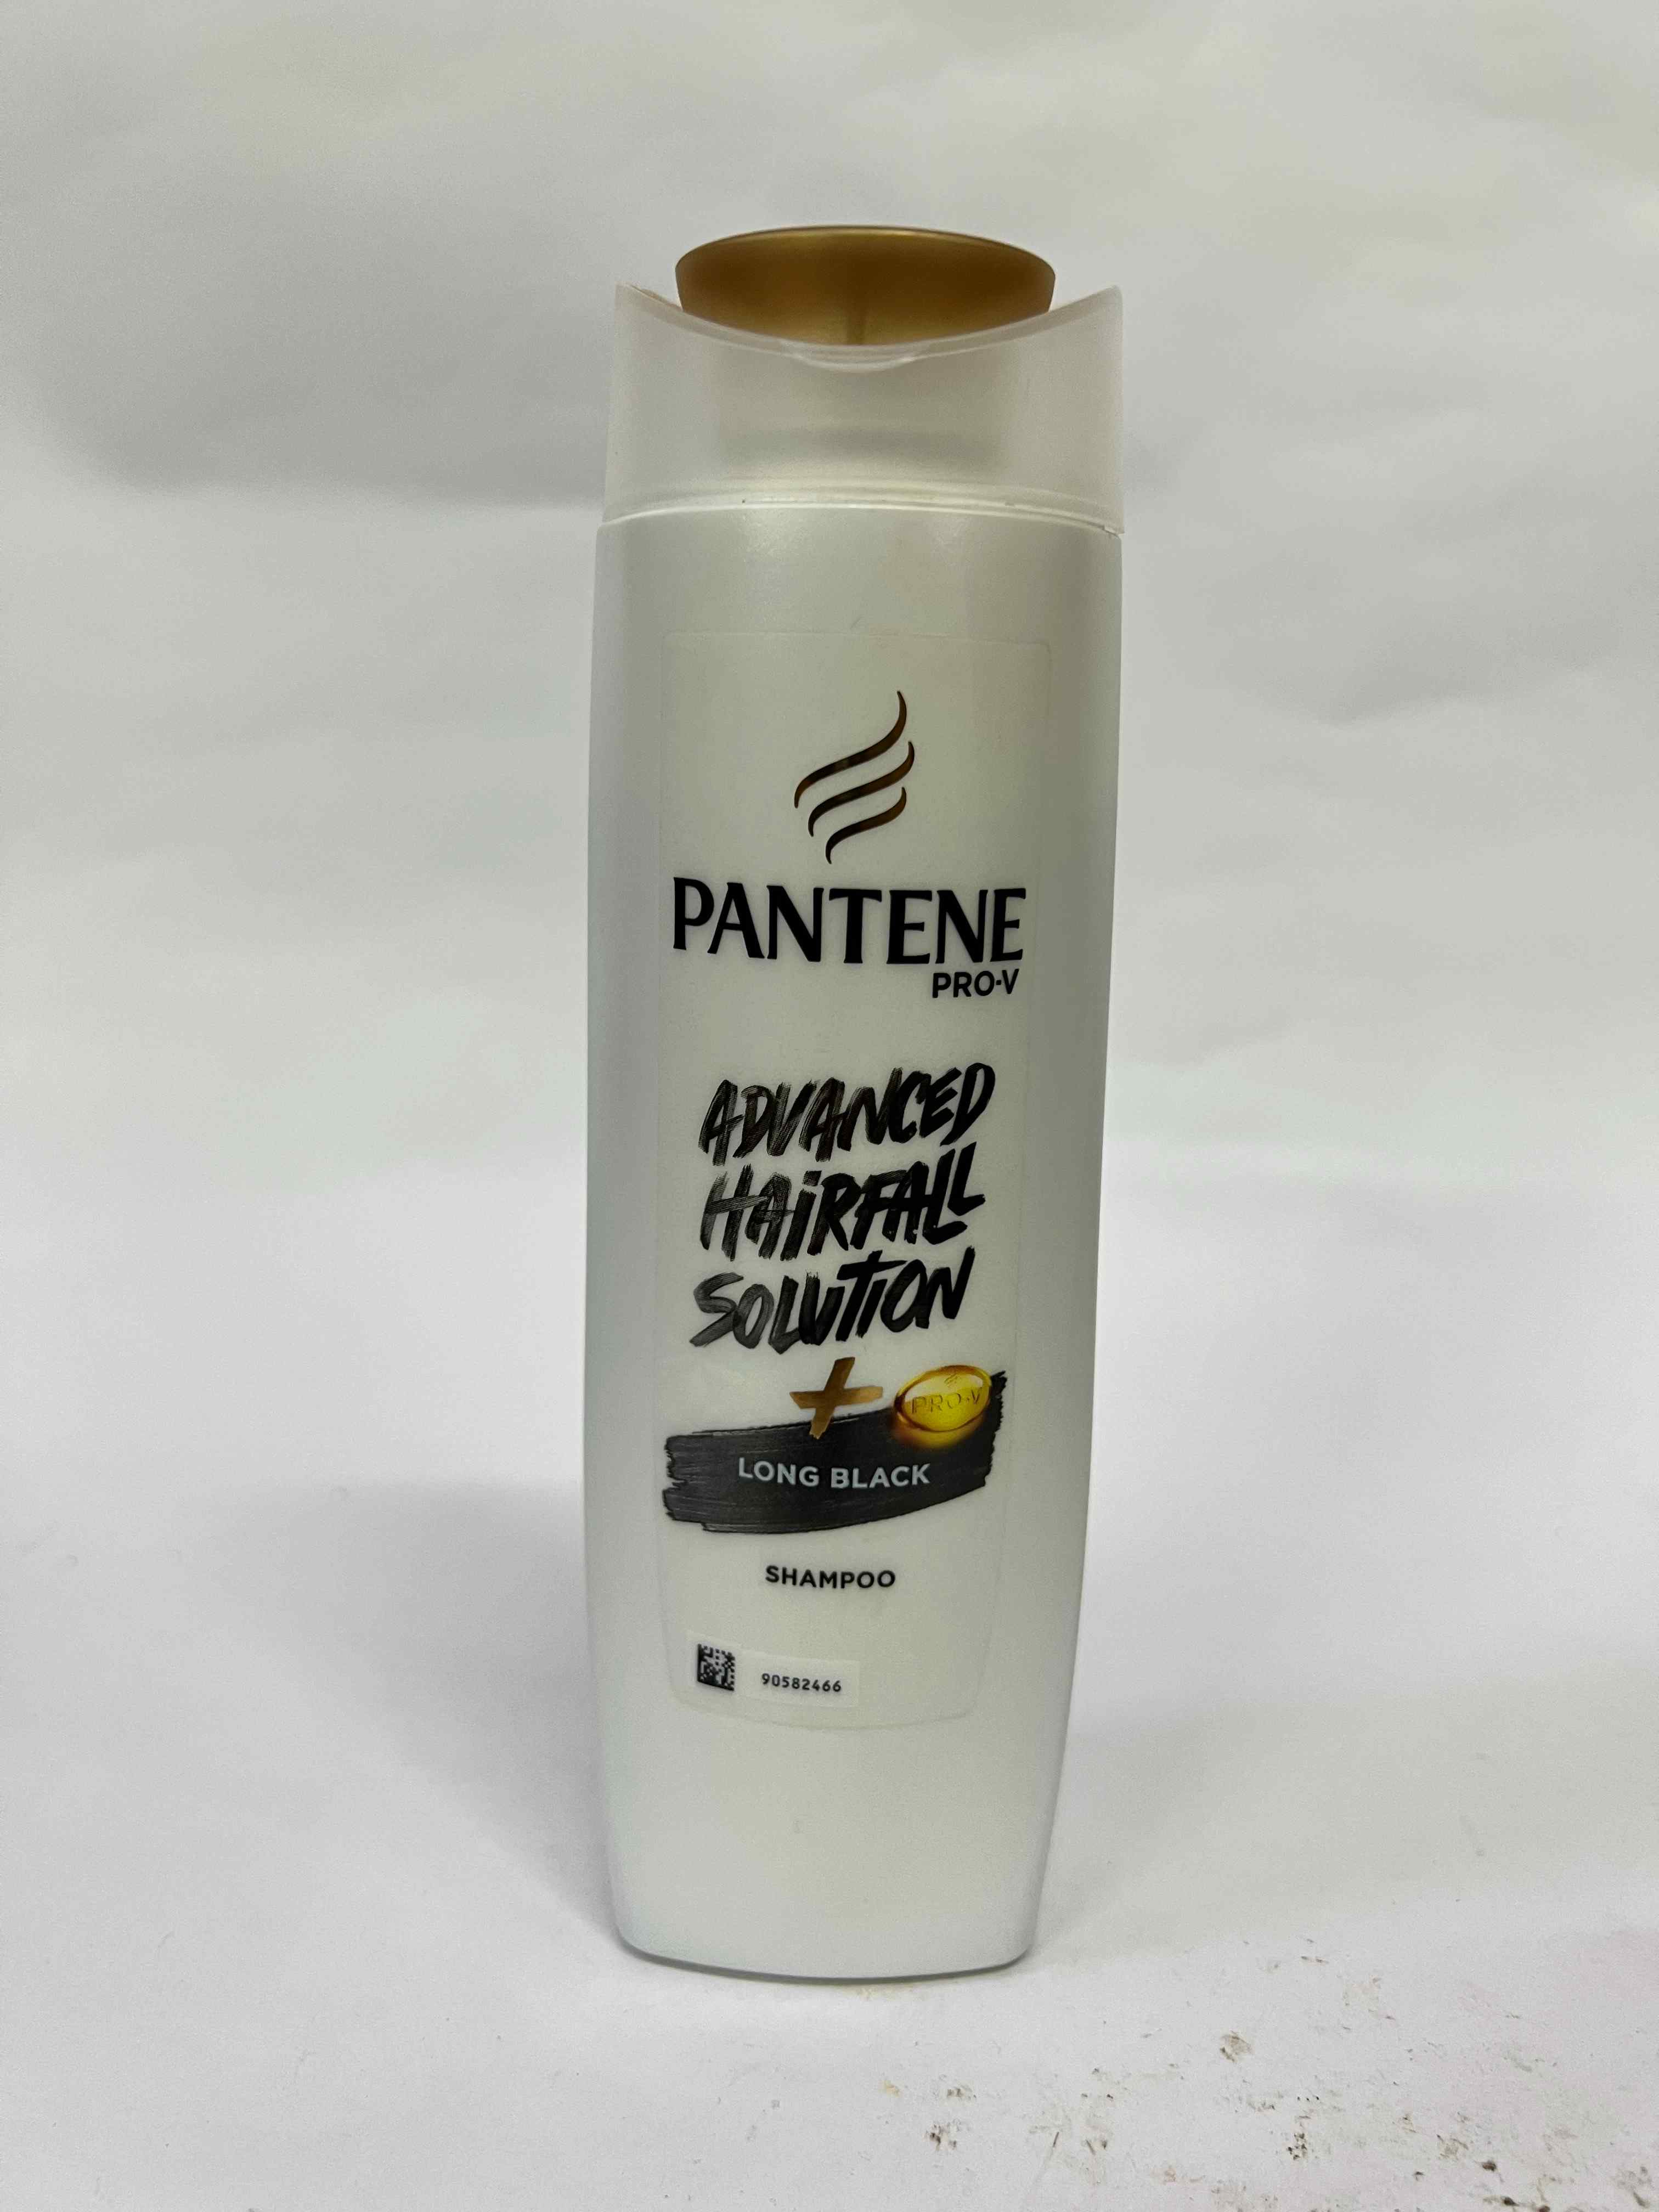 PANTENE
PRO-V
ADVANCED
HAiRFALL
SOLUTION
+ PRO-V
LONG BLACK
SHAMPOO
90582466